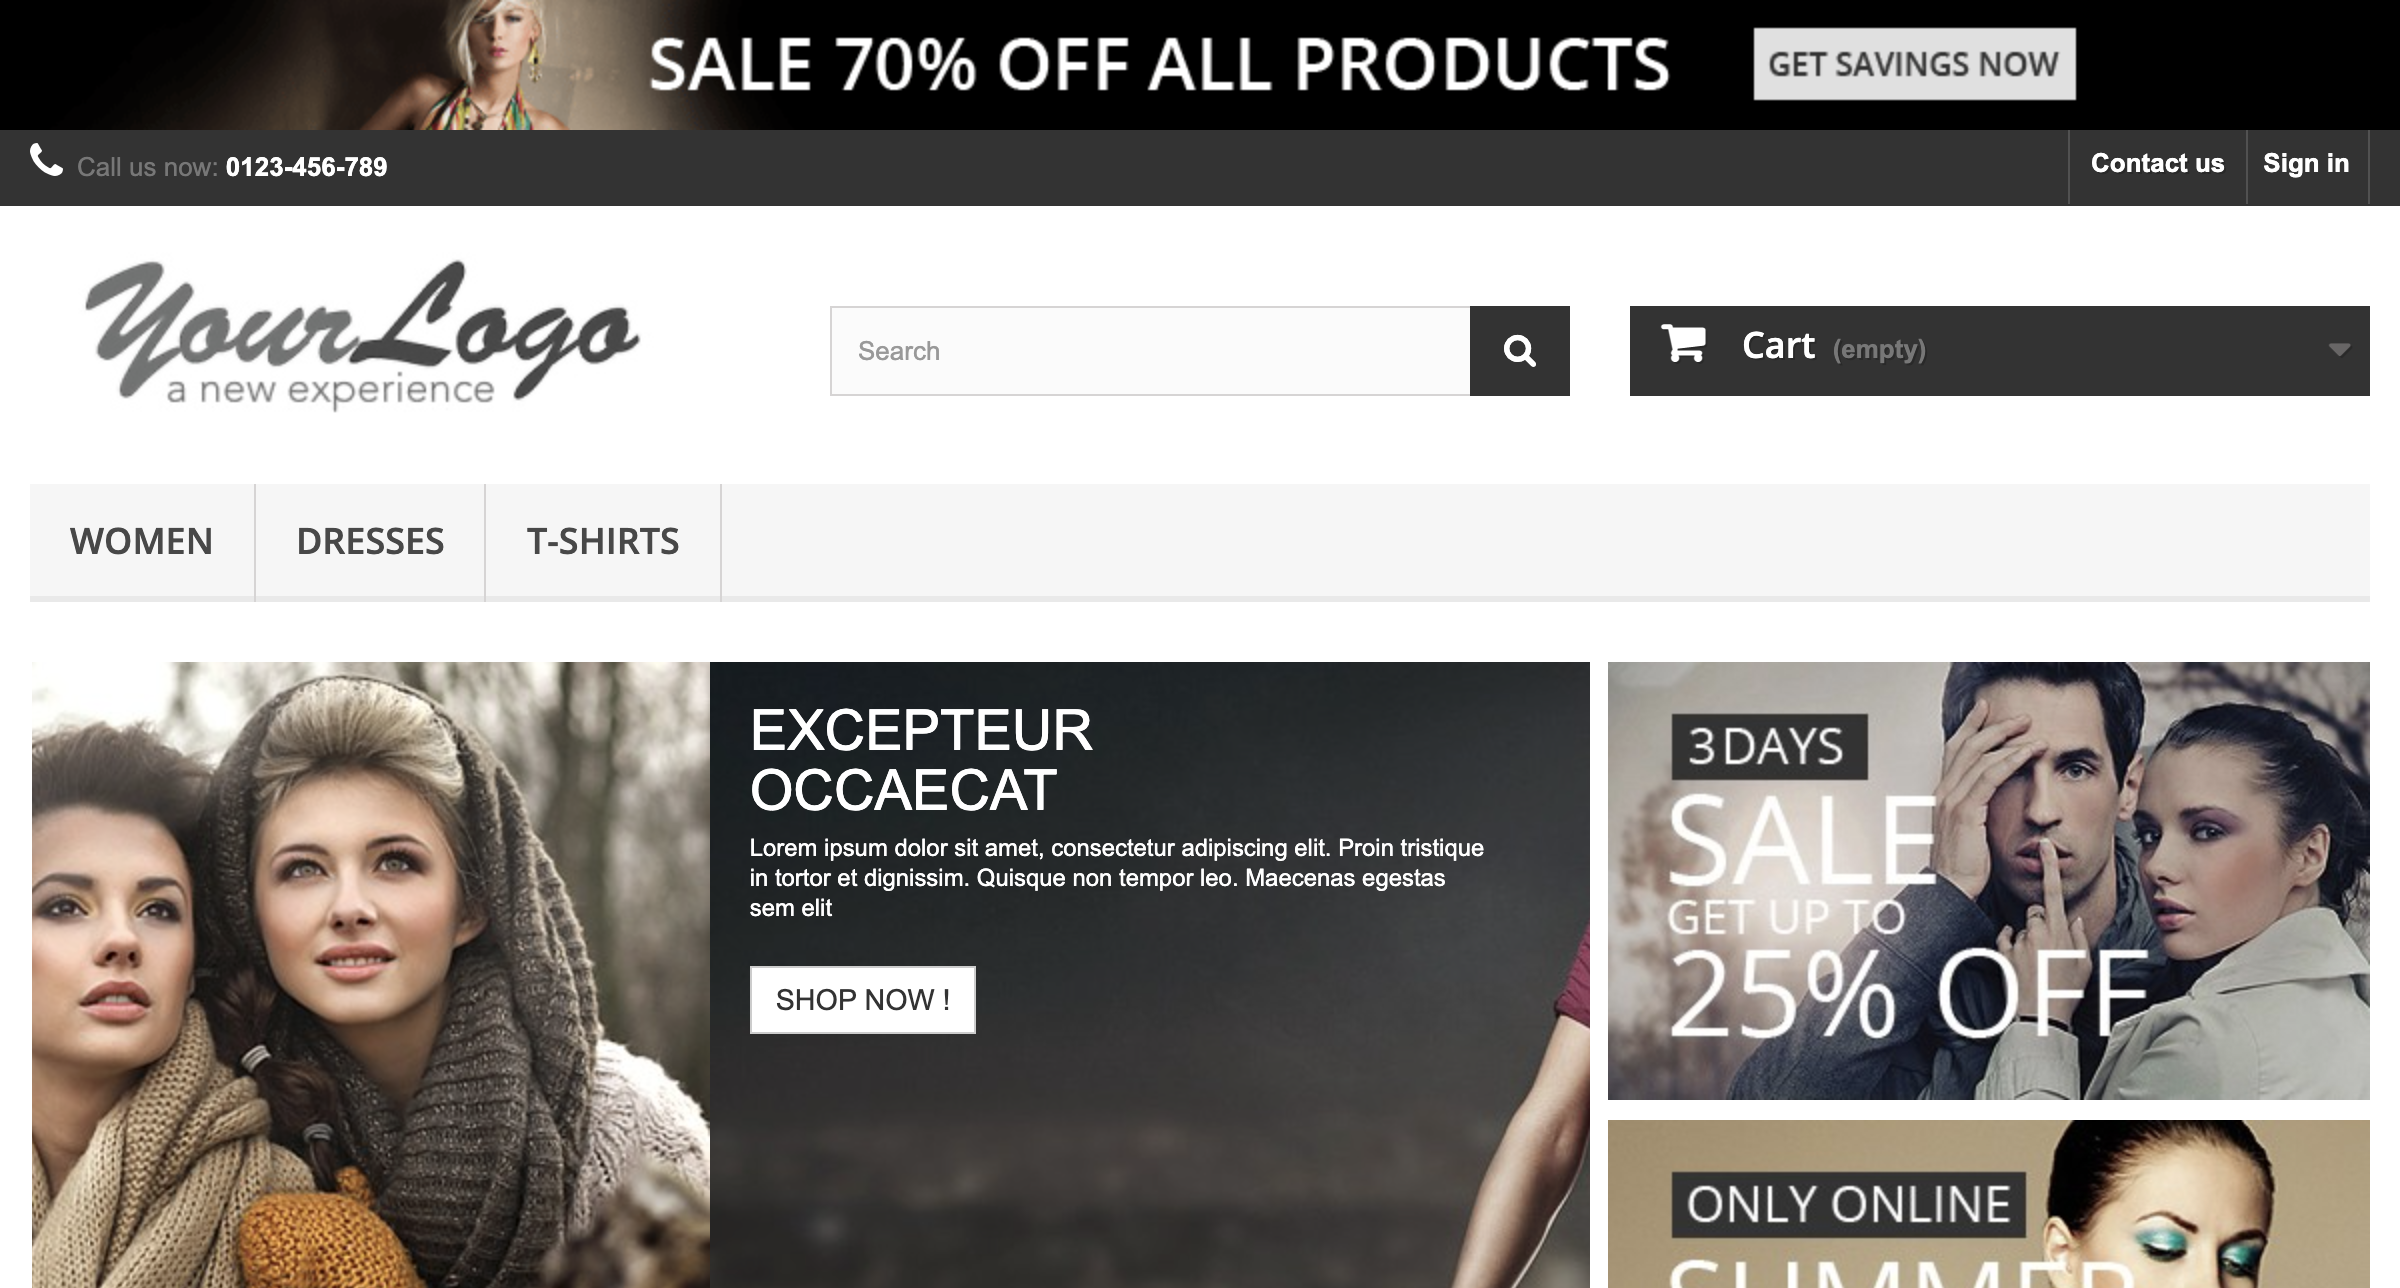 SALE 70% OFF ALL PRODUCTS
GET SAVINGS NOW
Call us now: 0123-456-789
Contact us
Sign in
YourLogo
a new experience
Search
Cart (empty)
WOMEN
DRESSES
T-SHIRTS
EXCEPTEUR
OCCAECAT
Lorem ipsum dolor sit amet, consectetur adipiscing elit. Proin tristique
in tortor et dignissim. Quisque non tempor leo. Maecenas egestas
sem elit
SHOP NOW !
3 DAYS
SALE
GET UP TO
25% OFF
ONLY ONLINE
SUMMER